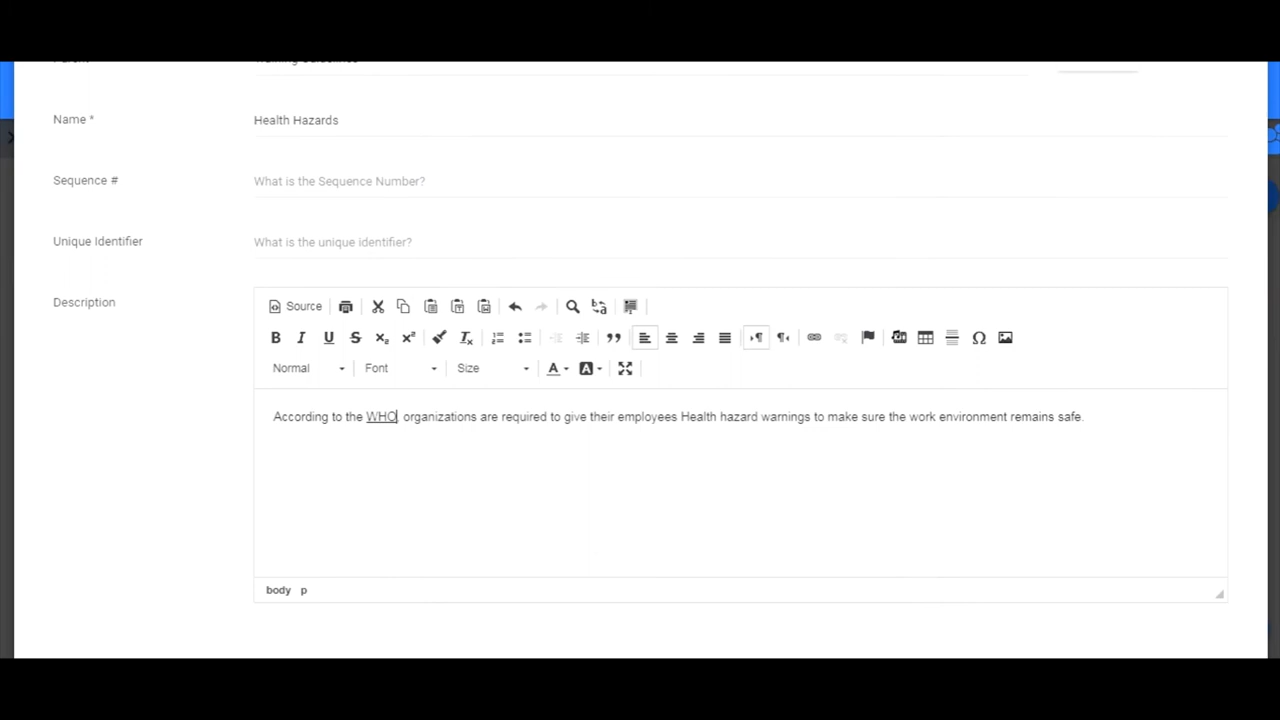 Name *
Health Hazards
Sequence #
What is the Sequence Number?
Unique Identifier
What is the unique identifier?
Description
Source
Normal
Font
Size
According to the WHO organizations are required to give their employees Health hazard warnings to make sure the work environment remains safe.
body p